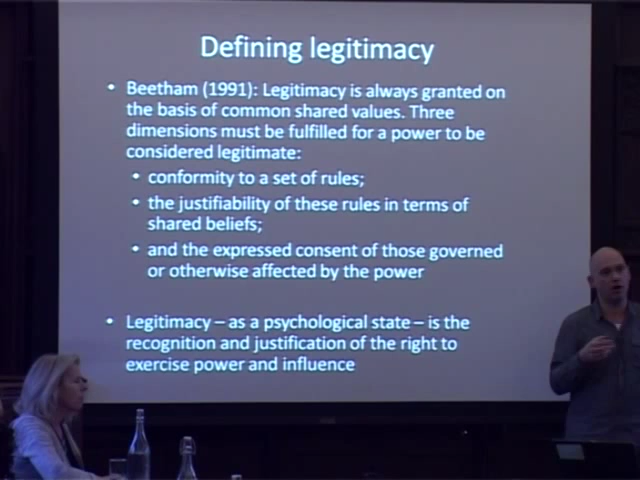 Defining legitimacy
• Beetham (1991): Legitimacy is always granted on
the basis of common shared values. Three
dimensions must be fulfilled for a power to be
considered legitimate:
• conformity to a set of rules;
• the justifiability of these rules in terms of
shared beliefs;
• and the expressed consent of those governed
or otherwise affected by the power
• Legitimacy – as a psychological state – is the
recognition and justification of the right to
exercise power and influence